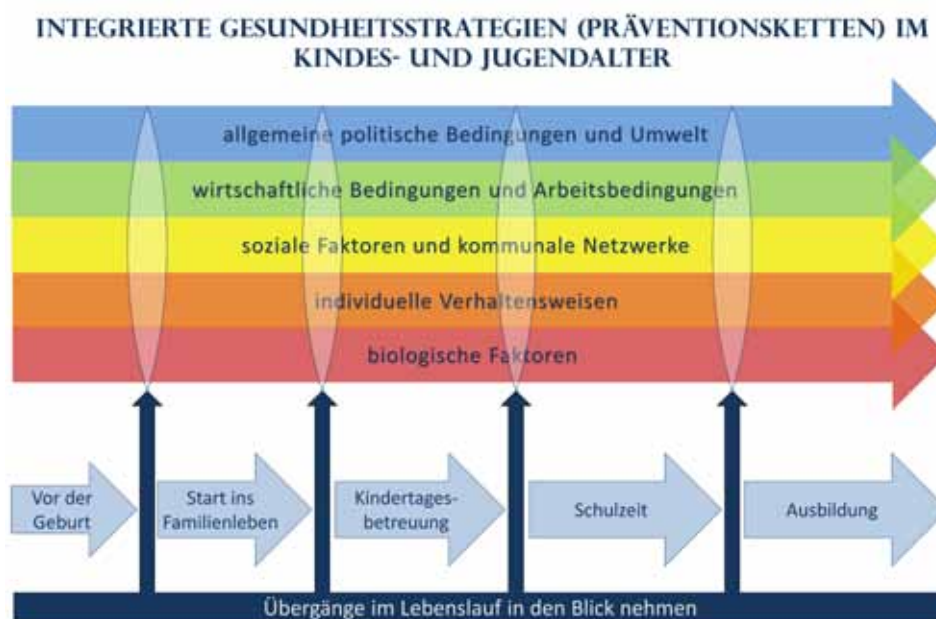 INTEGRIERTE GESUNDHEITSSTRATEGIEN (PRÄVENTIONSKETTEN) IM
KINDES- UND JUGENDALTER
allgemeine politische Bedingungen und Umwelt
wirtschaftliche Bedingungen und Arbeitsbedingungen
soziale Faktoren und kommunale Netzwerke
individuelle Verhaltensweisen
biologische Faktoren
Vor der
Geburt
Start ins
Familienleben
Kindertages-
betreuung
Schulzeit
Ausbildung
Übergänge im Lebenslauf in den Blick nehmen